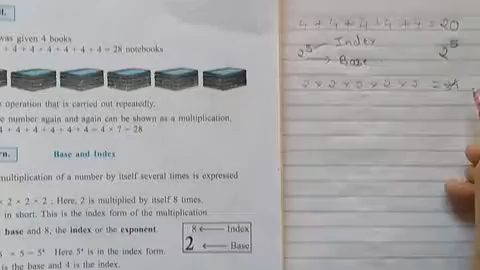 was given 4 books
+ 4 + 4 + 4 + 4 + 4 = 28 notebooks
operation that is carried out repeatedly.
number again and again can be shown as a multiplication.
4 + 4 + 4 + 4 + 4 + 4 = 4 × 7 = 28
Base and Index
multiplication of a number by itself several times is expressed
× 2 × 2 × 2 . Here, 2 is multiplied by itself 8 times.
in short. This is the index form of the multiplication.
base and 8, the index or the exponent.
8 ← Index
2 ← Base
× 5 = 5⁴ Here 5⁴ is in the index form.
is the base and 4 is the index.
4 + 4 + 4 + 4 + 4 = 20
2⁵ Index
Base
2⁵
2 × 2 × 2 × 2 × 2 =